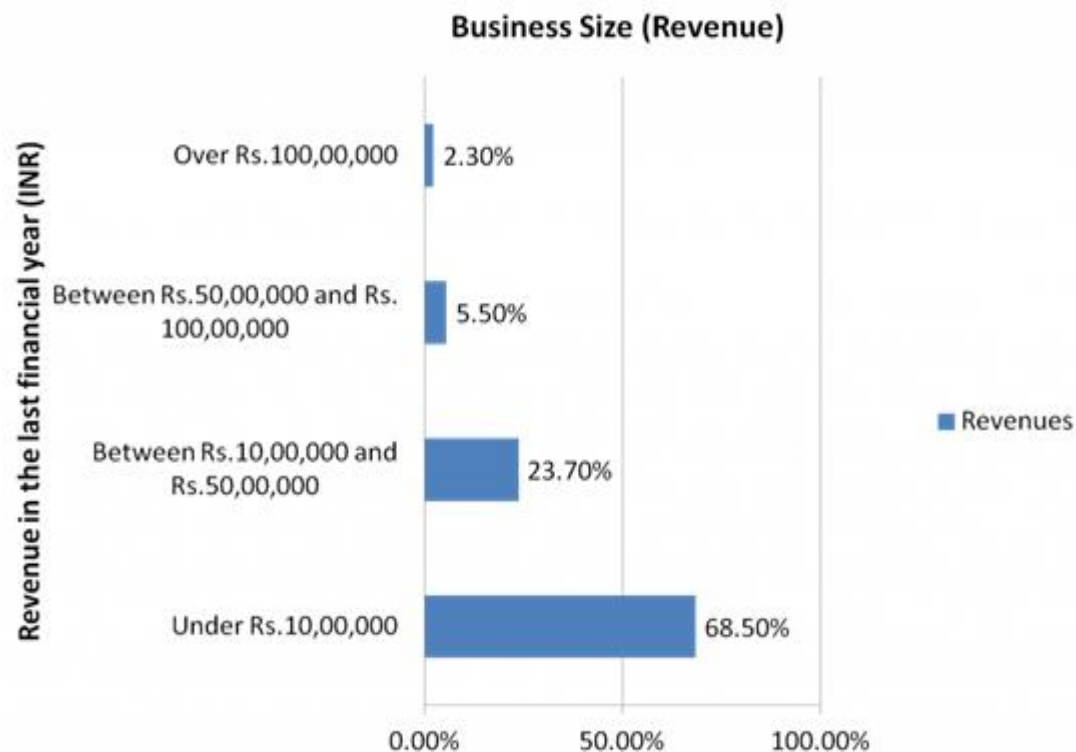 Business Size (Revenue)
Revenue in the last financial year (INR)
Over Rs.100,00,000
2.30%
Between Rs.50,00,000 and Rs.
100,00,000
5.50%
Between Rs.10,00,000 and
Rs.50,00,000
23.70%
Under Rs.10,00,000
68.50%
Revenues
0.00%
50.00%
100.00%